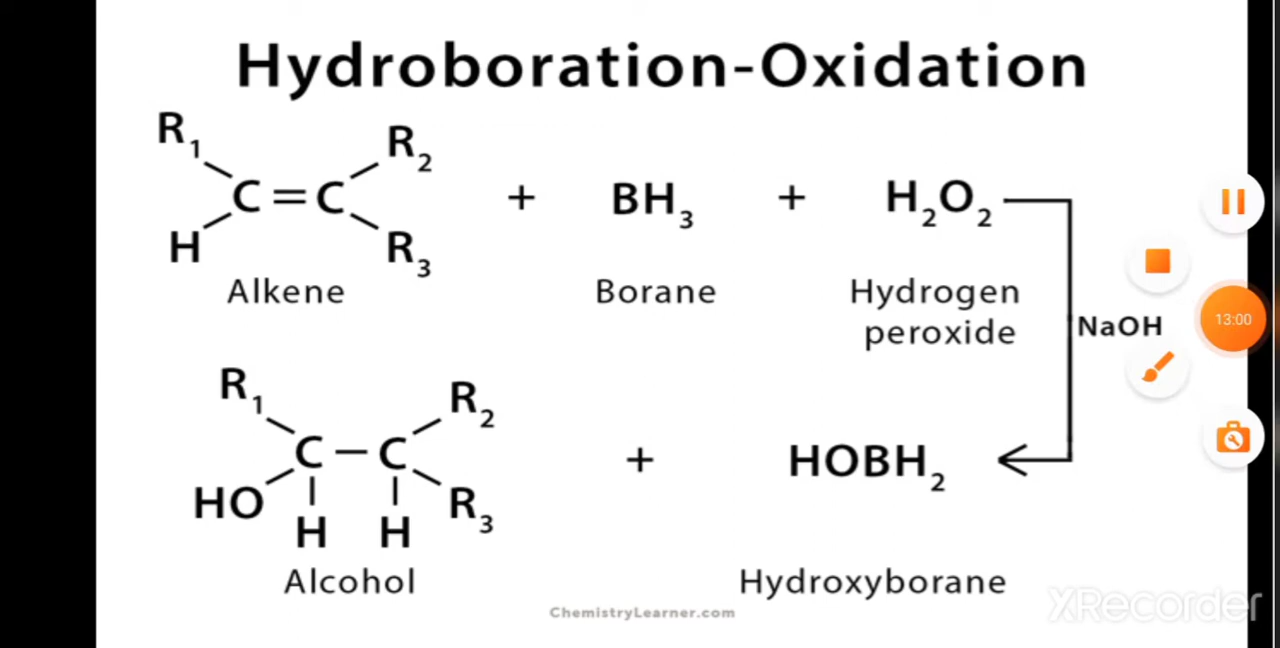 Hydroboration-Oxidation
R₁ R₂
C=C + BH₃ + H₂O₂
H R₃
Alkene Borane Hydrogen
peroxide
NaOH
13:00
R₁ R₂
C–C + HOBH₂
HO H H R₃
Alcohol Hydroxyborane
ChemistryLearner.com
XRecorder